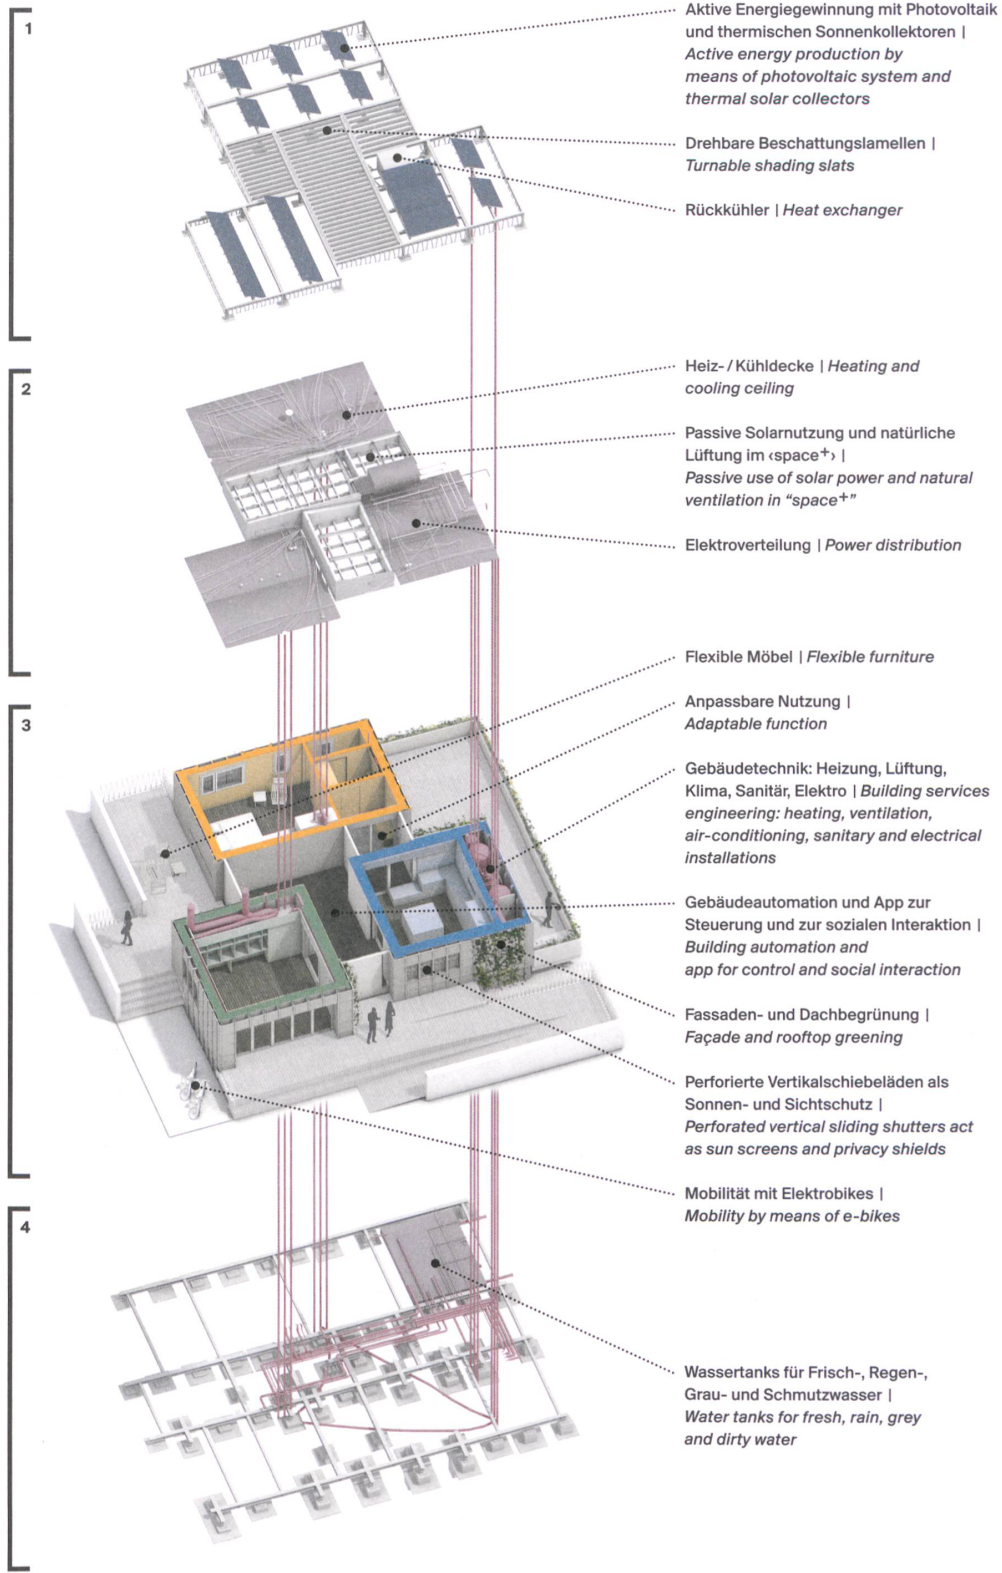 1
Aktive Energiegewinnung mit Photovoltaik
und thermischen Sonnenkollektoren |
Active energy production by
means of photovoltaic system and
thermal solar collectors
Drehbare Beschattungslamellen |
Turnable shading slats
Rückkühler | Heat exchanger
2
Heiz- / Kühldecke | Heating and
cooling ceiling
Passive Solarnutzung und natürliche
Lüftung im ‹space+› |
Passive use of solar power and natural
ventilation in “space+”
Elektroverteilung | Power distribution
3
Flexible Möbel | Flexible furniture
Anpassbare Nutzung |
Adaptable function
Gebäudetechnik: Heizung, Lüftung,
Klima, Sanitär, Elektro | Building services
engineering: heating, ventilation,
air-conditioning, sanitary and electrical
installations
Gebäudeautomation und App zur
Steuerung und zur sozialen Interaktion |
Building automation and
app for control and social interaction
Fassaden- und Dachbegrünung |
Façade and rooftop greening
Perforierte Vertikalschiebeläden als
Sonnen- und Sichtschutz |
Perforated vertical sliding shutters act
as sun screens and privacy shields
Mobilität mit Elektrobikes |
Mobility by means of e-bikes
4
Wassertanks für Frisch-, Regen-,
Grau- und Schmutzwasser |
Water tanks for fresh, rain, grey
and dirty water